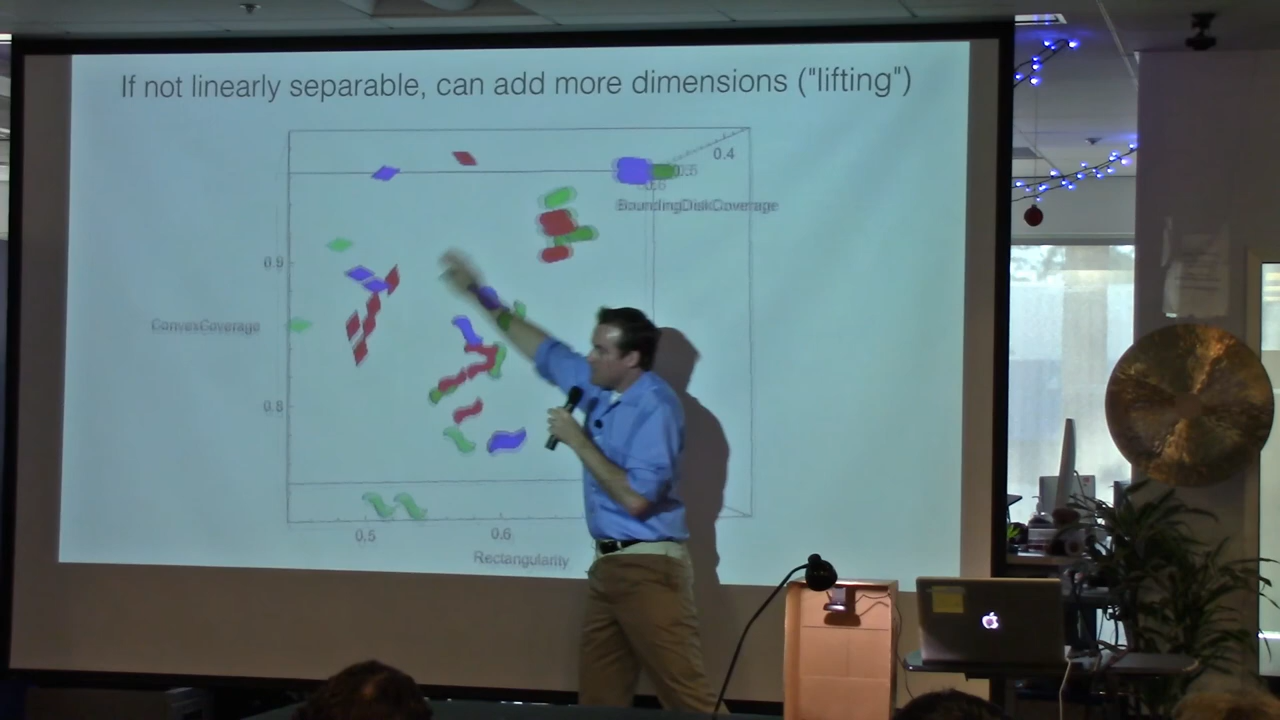 If not linearly separable, can add more dimensions ("lifting")
0.4
BoundingDiskCoverage
0.9
ConvexCoverage
0.8
0.5
0.6
Rectangularity